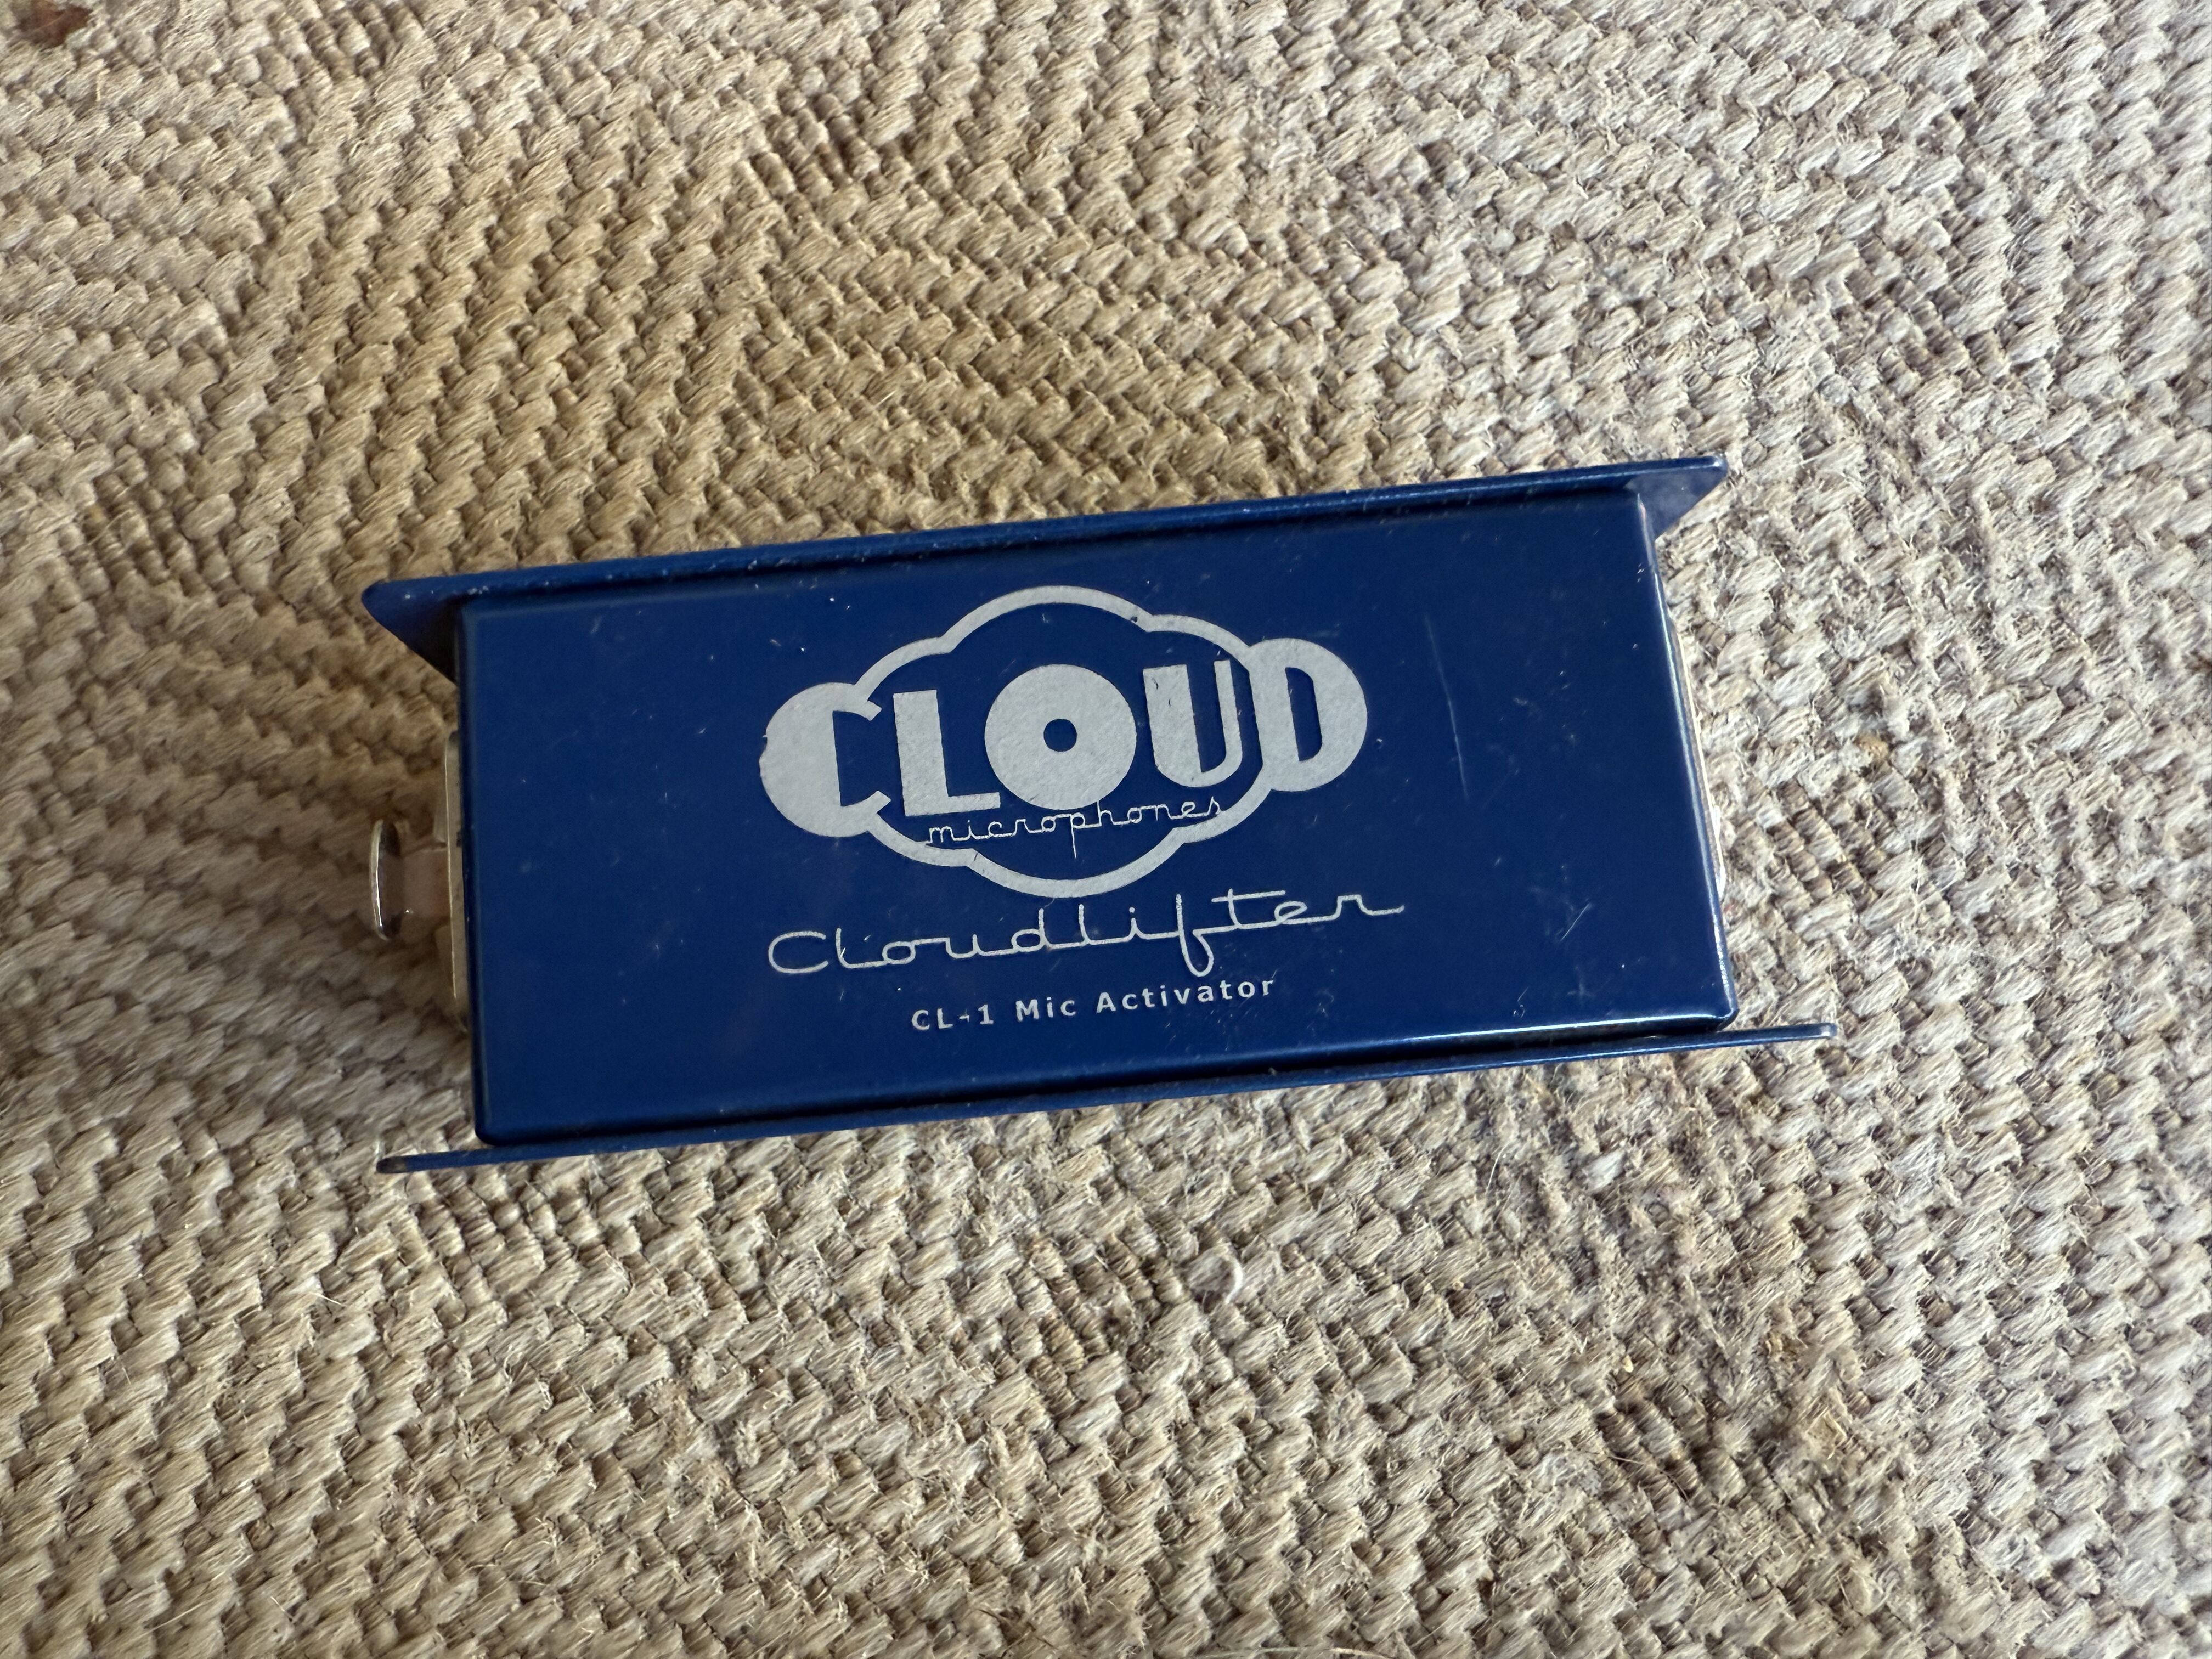 CLOUD
microphones
Cloudlifter
CL-1 Mic Activator